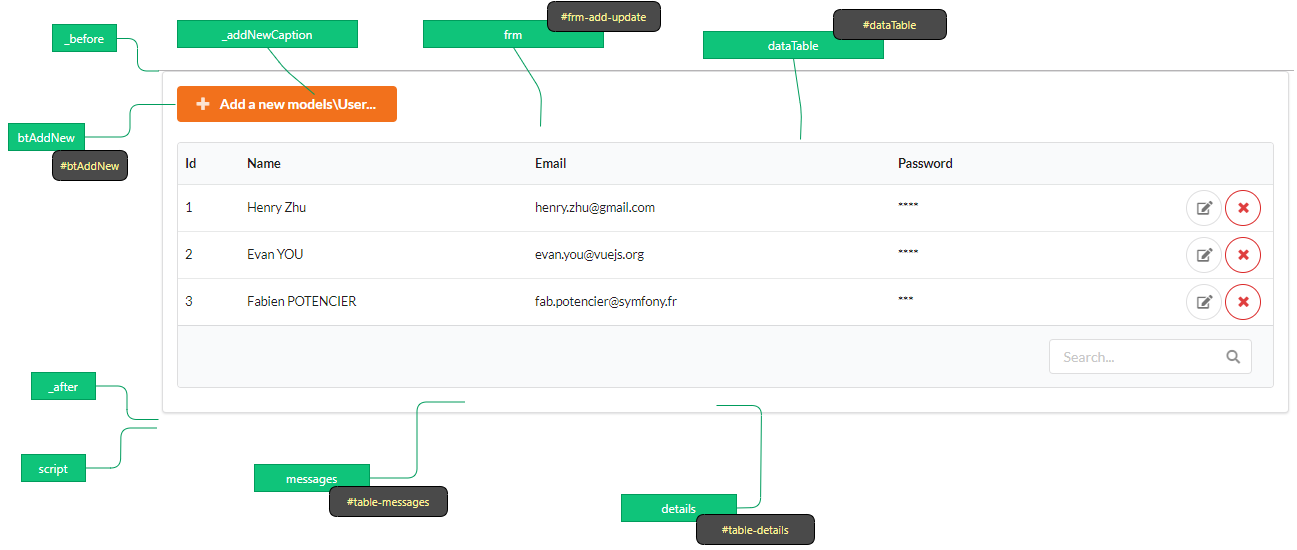 #frm-add-update
#dataTable
_before
_addNewCaption
frm
dataTable
Add a new models\User...
btAddNew
#btAddNew
Id Name Email Password
1 Henry Zhu henry.zhu@gmail.com ****
2 Evan YOU evan.you@vuejs.org ****
3 Fabien POTENCIER fab.potencier@symfony.fr ***
Search...
_after
script
messages
#table-messages
details
#table-details